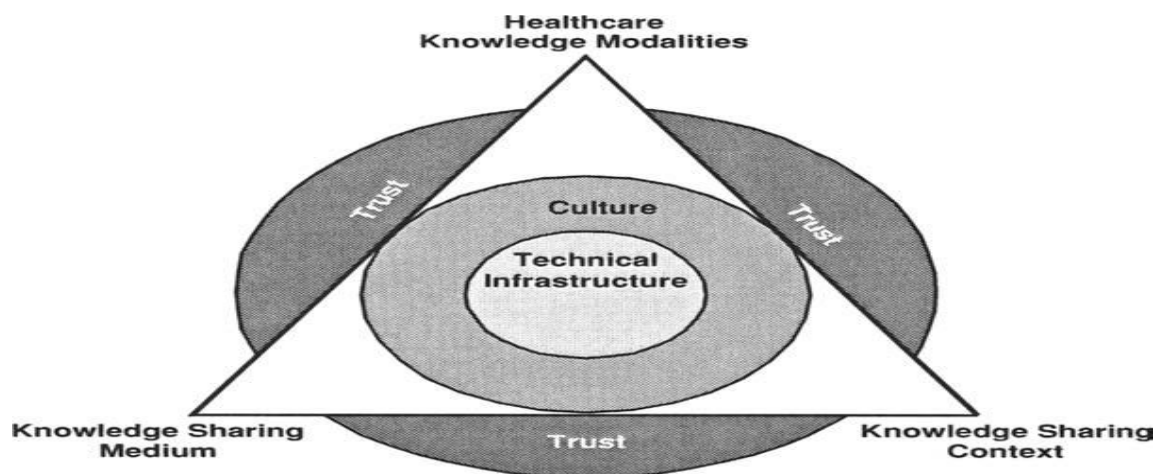 Healthcare
Knowledge Modalities
Trust
Trust
Culture
Technical
Infrastructure
Knowledge Sharing
Medium
Trust
Knowledge Sharing
Context